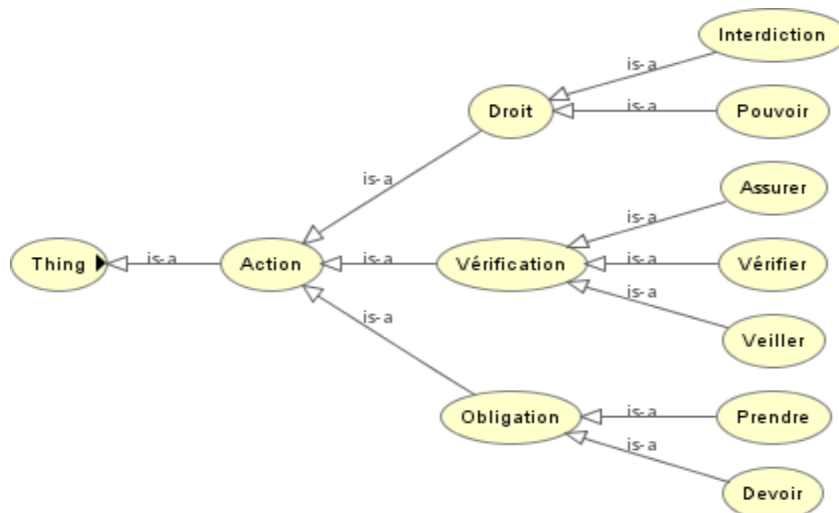 Interdiction
is-a
Droit
is-a
Pouvoir
is-a
Assurer
is-a
Thing
is-a
Action
is-a
Vérification
is-a
Vérifier
is-a
Veiller
is-a
Obligation
is-a
Prendre
is-a
Devoir